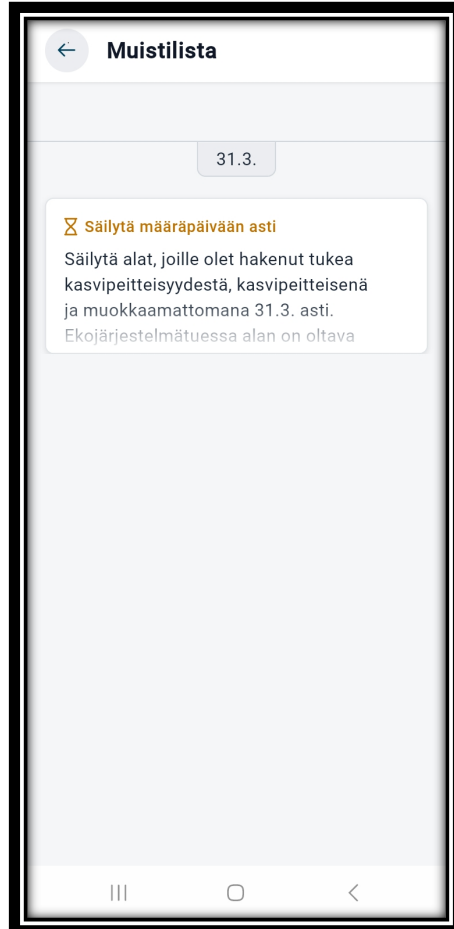 Muistilista
31.3.
Säilytä määräpäivään asti
Säilytä alat, joille olet hakenut tukea
kasvipeitteisyydestä, kasvipeitteisenä
ja muokkaamattomana 31.3. asti.
Ekojärjestelmätuessa alan on oltava